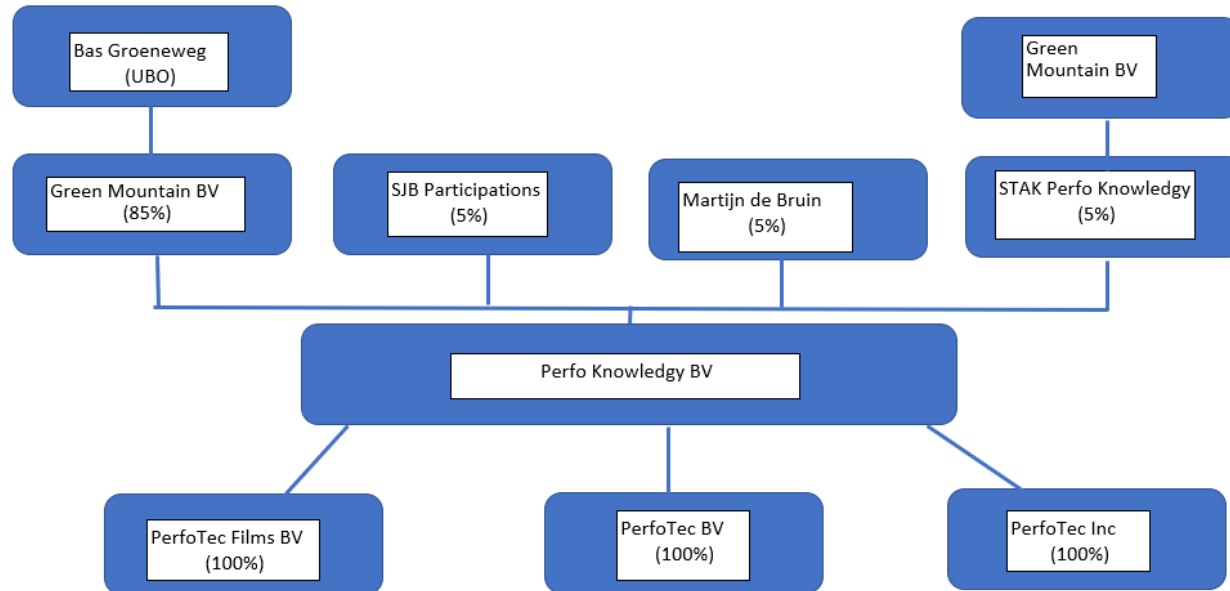 Bas Groeneweg
(UBO)
Green
Mountain BV
Green Mountain BV
(85%)
SJB Participations
(5%)
Martijn de Bruin
(5%)
STAK Perfo Knowledgy
(5%)
Perfo Knowledgy BV
PerfoTec Films BV
(100%)
PerfoTec BV
(100%)
PerfoTec Inc
(100%)